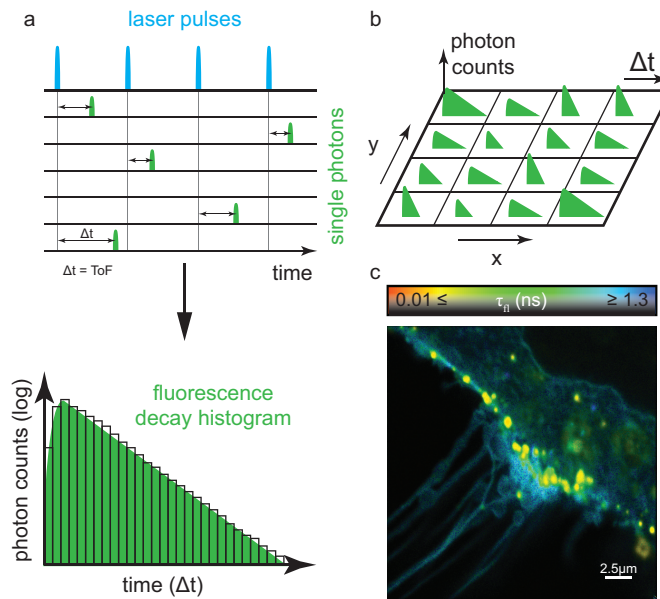 a
laser pulses
single photons
Δt
Δt = ToF
time
photon counts (log)
fluorescence
decay histogram
time (Δt)
b
photon
counts
Δt
y
x
c
0.01 ≤
τfl (ns)
≥ 1.3
2.5µm